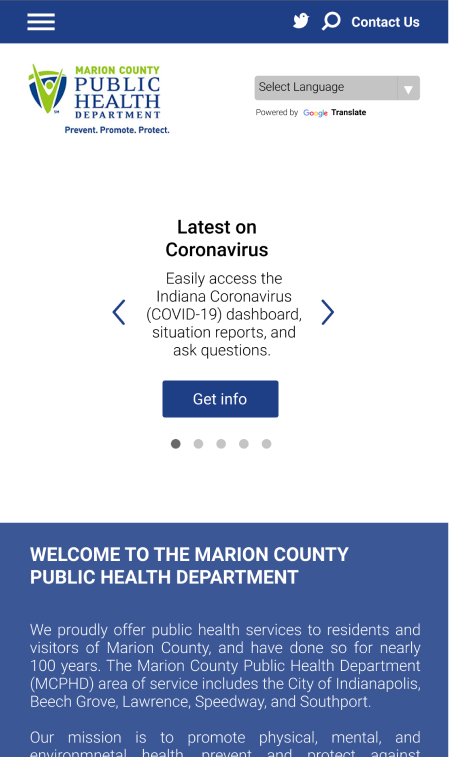 Contact Us
MARION COUNTY
PUBLIC
HEALTH
DEPARTMENT
Prevent. Promote. Protect.
Select Language
Powered by Google Translate
Latest on
Coronavirus
Easily access the
Indiana Coronavirus
(COVID-19) dashboard,
situation reports, and
ask questions.
Get info
WELCOME TO THE MARION COUNTY
PUBLIC HEALTH DEPARTMENT
We proudly offer public health services to residents and
visitors of Marion County, and have done so for nearly
100 years. The Marion County Public Health Department
(MCPHD) area of service includes the City of Indianapolis,
Beech Grove, Lawrence, Speedway, and Southport.
Our mission is to promote physical, mental, and
environmnetal health, prevent and protect against